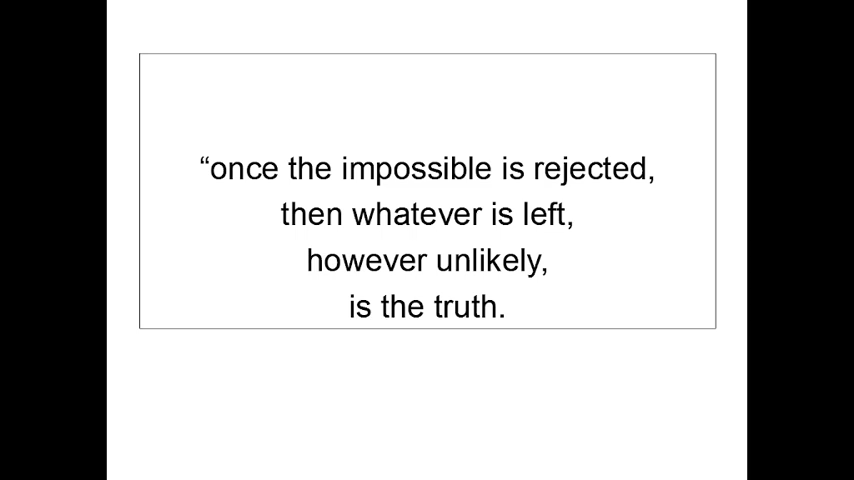 “once the impossible is rejected,
then whatever is left,
however unlikely,
is the truth.